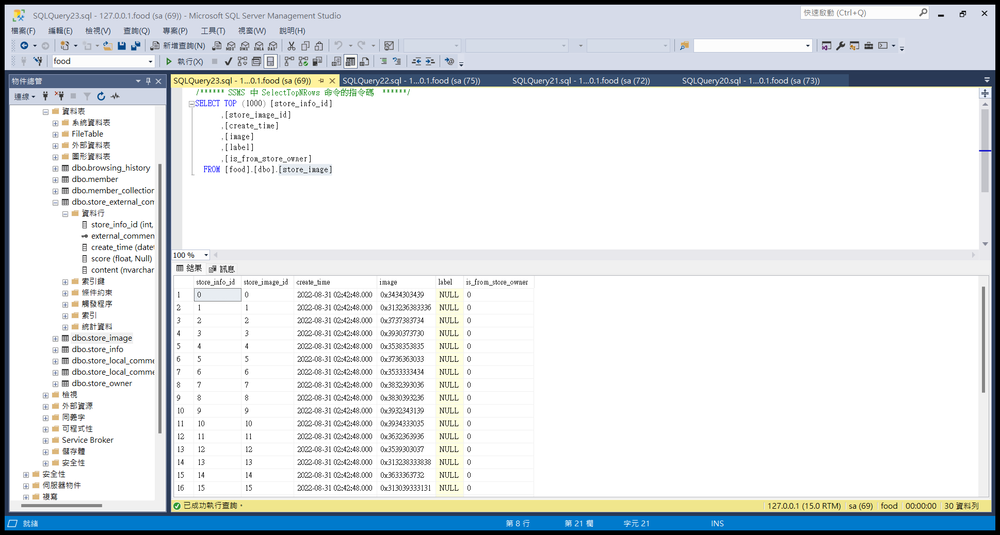 SQLQuery23.sql - 127.0.0.1.food (sa (69)) - Microsoft SQL Server Management Studio
快速啟動 (Ctrl+Q)
檔案(F) 編輯(E) 檢視(V) 查詢(Q) 專案(P) 工具(T) 視窗(W) 說明(H)
新增查詢(N) MDX DMX XMLA DAX
food 執行(X)
物件總管
連線
資料表
系統資料表
FileTable
外部資料表
圖形資料表
dbo.browsing_history
dbo.member
dbo.member_collection
dbo.store_external_com
資料行
store_info_id (int,
external_commen
create_time (datet
score (float, Null)
content (nvarchar
索引鍵
條件約束
觸發程序
索引
統計資料
dbo.store_image
dbo.store_info
dbo.store_local_comme
dbo.store_local_comme
dbo.store_owner
檢視
外部資源
同義字
可程式性
Service Broker
儲存體
安全性
安全性
伺服器物件
複寫
SQLQuery23.sql - 1...0.1.food (sa (69)) SQLQuery22.sql - 1...0.1.food (sa (75)) SQLQuery21.sql - 1...0.1.food (sa (72)) SQLQuery20.sql - 1...0.1.food (sa (73))
/****** SSMS 中 SelectTopNRows 命令的指令碼 ******/
SELECT TOP (1000) [store_info_id]
,[store_image_id]
,[create_time]
,[image]
,[label]
,[is_from_store_owner]
FROM [food].[dbo].[store_image]
100 %
結果 訊息
store_info_id store_image_id create_time image label is_from_store_owner
1 0 0 2022-08-31 02:42:48.000 0x3434303439 NULL 0
2 1 1 2022-08-31 02:42:48.000 0x313236383336 NULL 0
3 2 2 2022-08-31 02:42:48.000 0x3737383734 NULL 0
4 3 3 2022-08-31 02:42:48.000 0x3930373730 NULL 0
5 4 4 2022-08-31 02:42:48.000 0x3538353835 NULL 0
6 5 5 2022-08-31 02:42:48.000 0x3736363033 NULL 0
7 6 6 2022-08-31 02:42:48.000 0x3533333434 NULL 0
8 7 7 2022-08-31 02:42:48.000 0x3832393036 NULL 0
9 8 8 2022-08-31 02:42:48.000 0x3830393236 NULL 0
10 9 9 2022-08-31 02:42:48.000 0x3932343139 NULL 0
11 10 10 2022-08-31 02:42:48.000 0x3934333035 NULL 0
12 11 11 2022-08-31 02:42:48.000 0x3632363936 NULL 0
13 12 12 2022-08-31 02:42:48.000 0x3539303037 NULL 0
14 13 13 2022-08-31 02:42:48.000 0x313238333838 NULL 0
15 14 14 2022-08-31 02:42:48.000 0x3633363732 NULL 0
16 15 15 2022-08-31 02:42:48.000 0x313039333131 NULL 0
已成功執行查詢。 127.0.0.1 (15.0 RTM) sa (69) food 00:00:00 30 資料列
就緒 第 8 行 第 21 欄 字元 21 INS